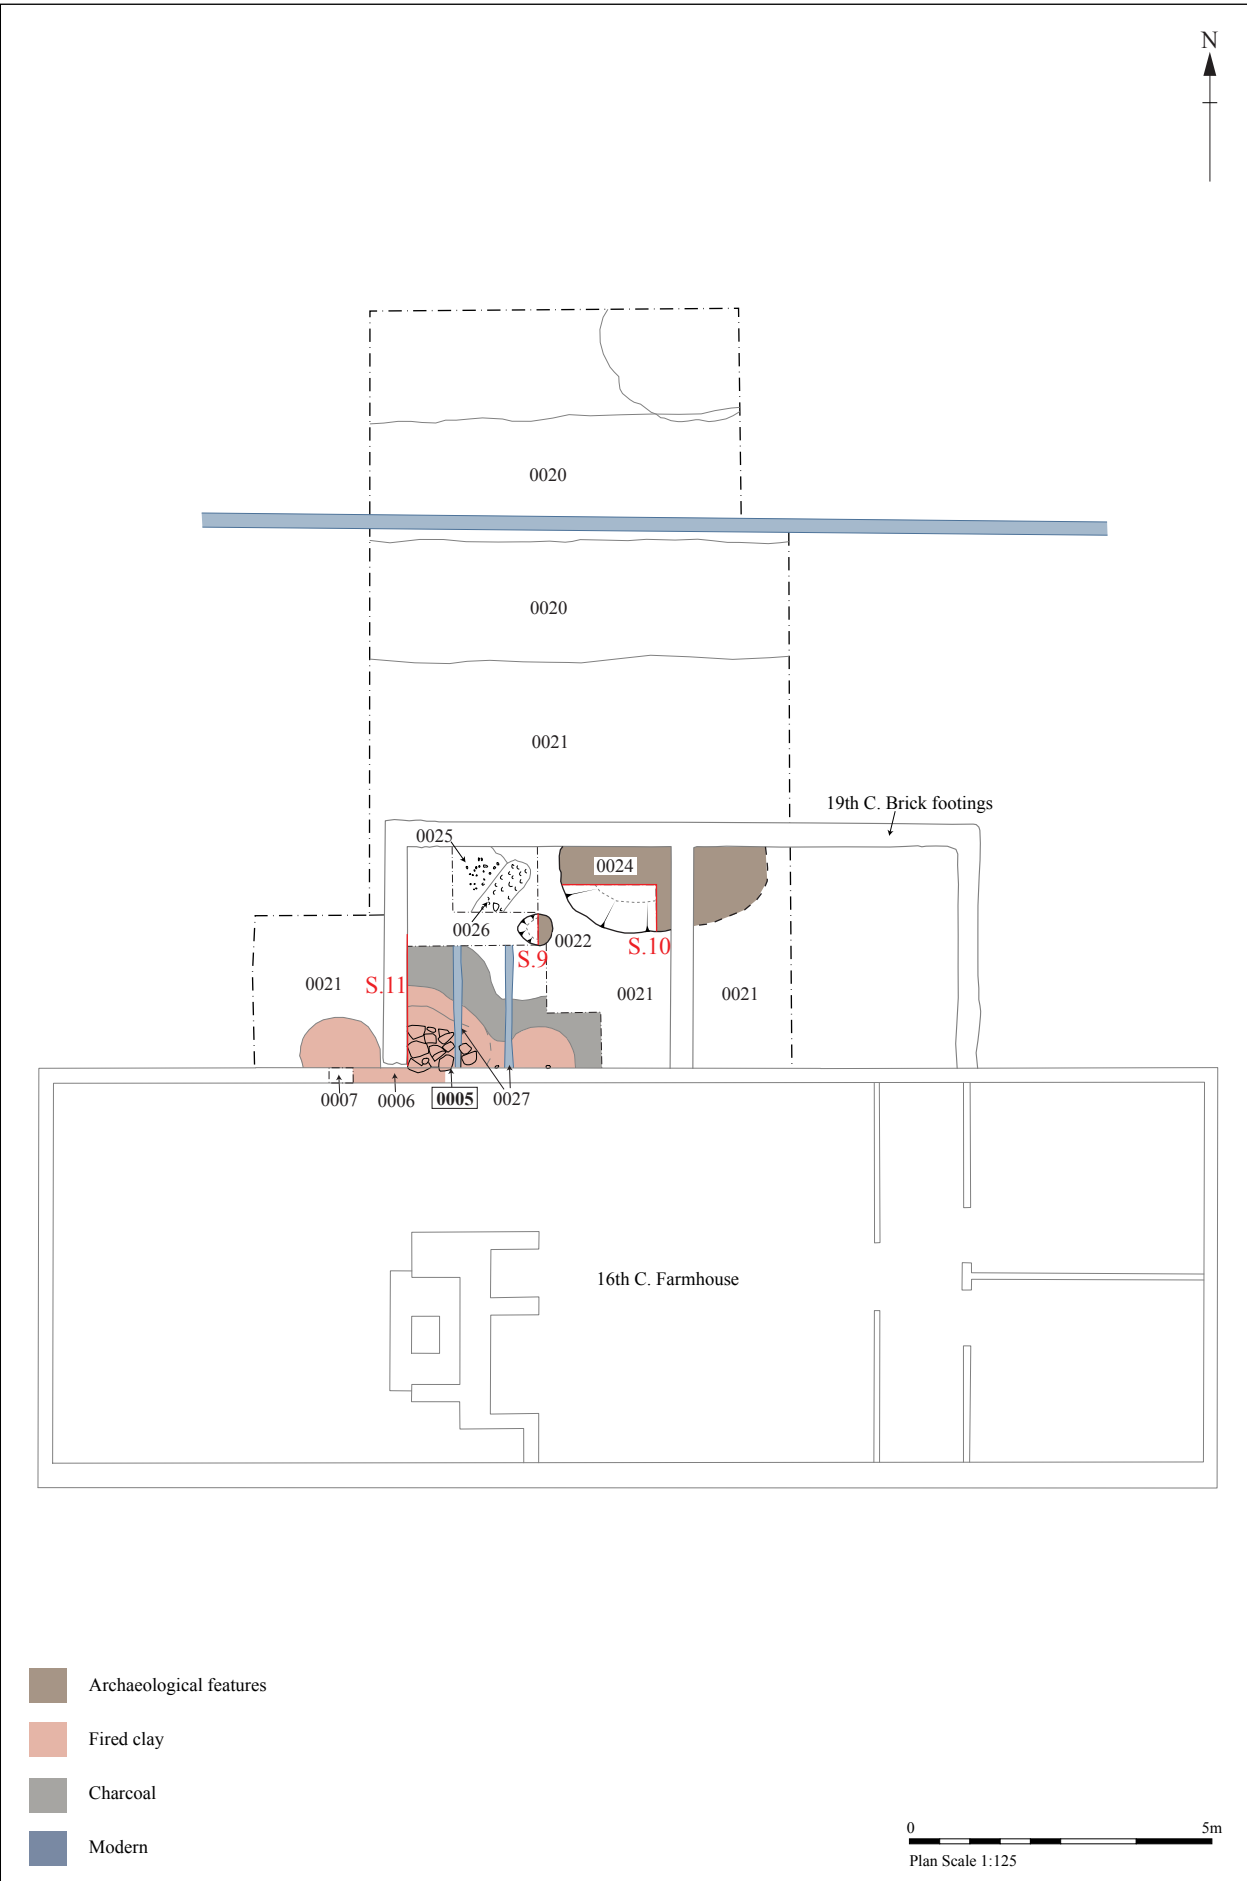 N
0020
0020
0021
19th C. Brick footings
0025
0024
0026
0022
S.9
S.10
0021
S.11
0021
0021
0007
0006
0005
0027
16th C. Farmhouse
Archaeological features
Fired clay
Charcoal
Modern
0 5m
Plan Scale 1:125